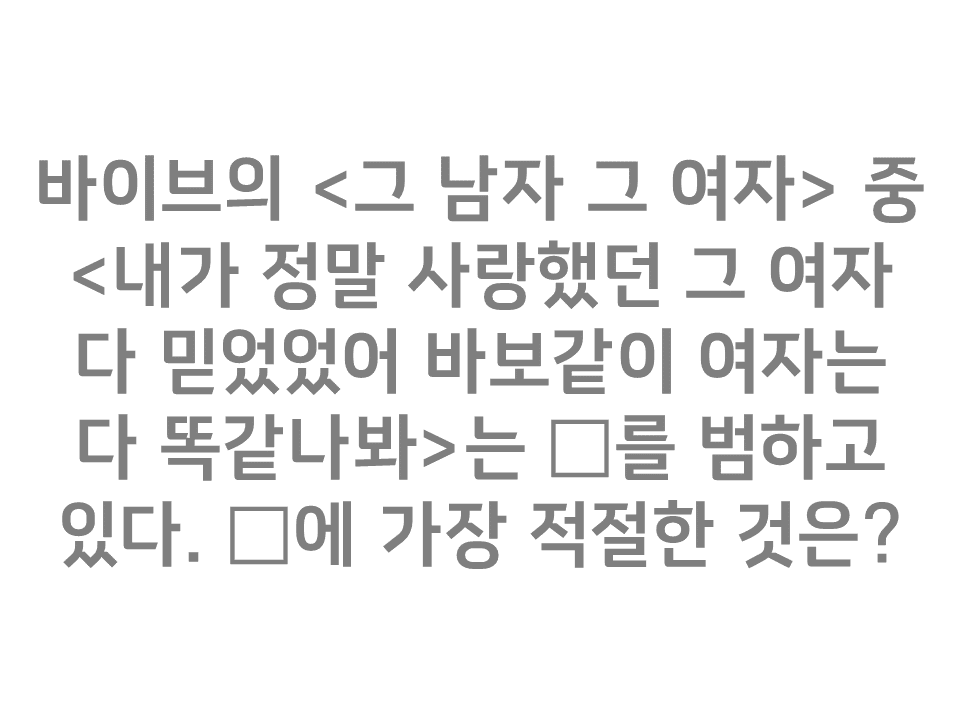 바이브의 <그 남자 그 여자> 중
<내가 정말 사랑했던 그 여자
다 믿었었어 바보같이 여자는
다 똑같나봐>는 □를 범하고
있다. □에 가장 적절한 것은?